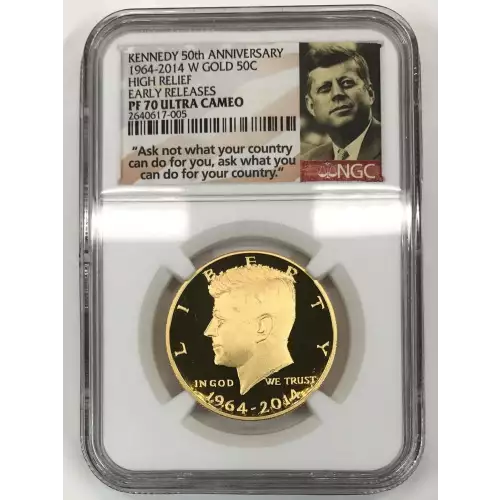 KENNEDY 50th ANNIVERSARY
1964-2014 W GOLD 50C
HIGH RELIEF
EARLY RELEASES
PF 70 ULTRA CAMEO
2640617-005
"Ask not what your country
can do for you, ask what you
can do for your country."
NGC
LIBERTY
IN GOD WE TRUST
1964-2014